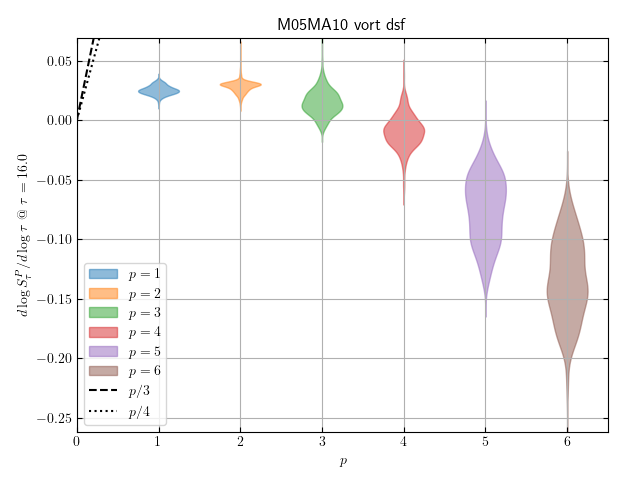 M05MA10 vort dsf
d log S_τ^P/d log τ @ τ = 16.0
0.05
0.00
−0.05
−0.10
−0.15
−0.20
−0.25
p = 1
p = 2
p = 3
p = 4
p = 5
p = 6
p/3
p/4
0 1 2 3 4 5 6
p